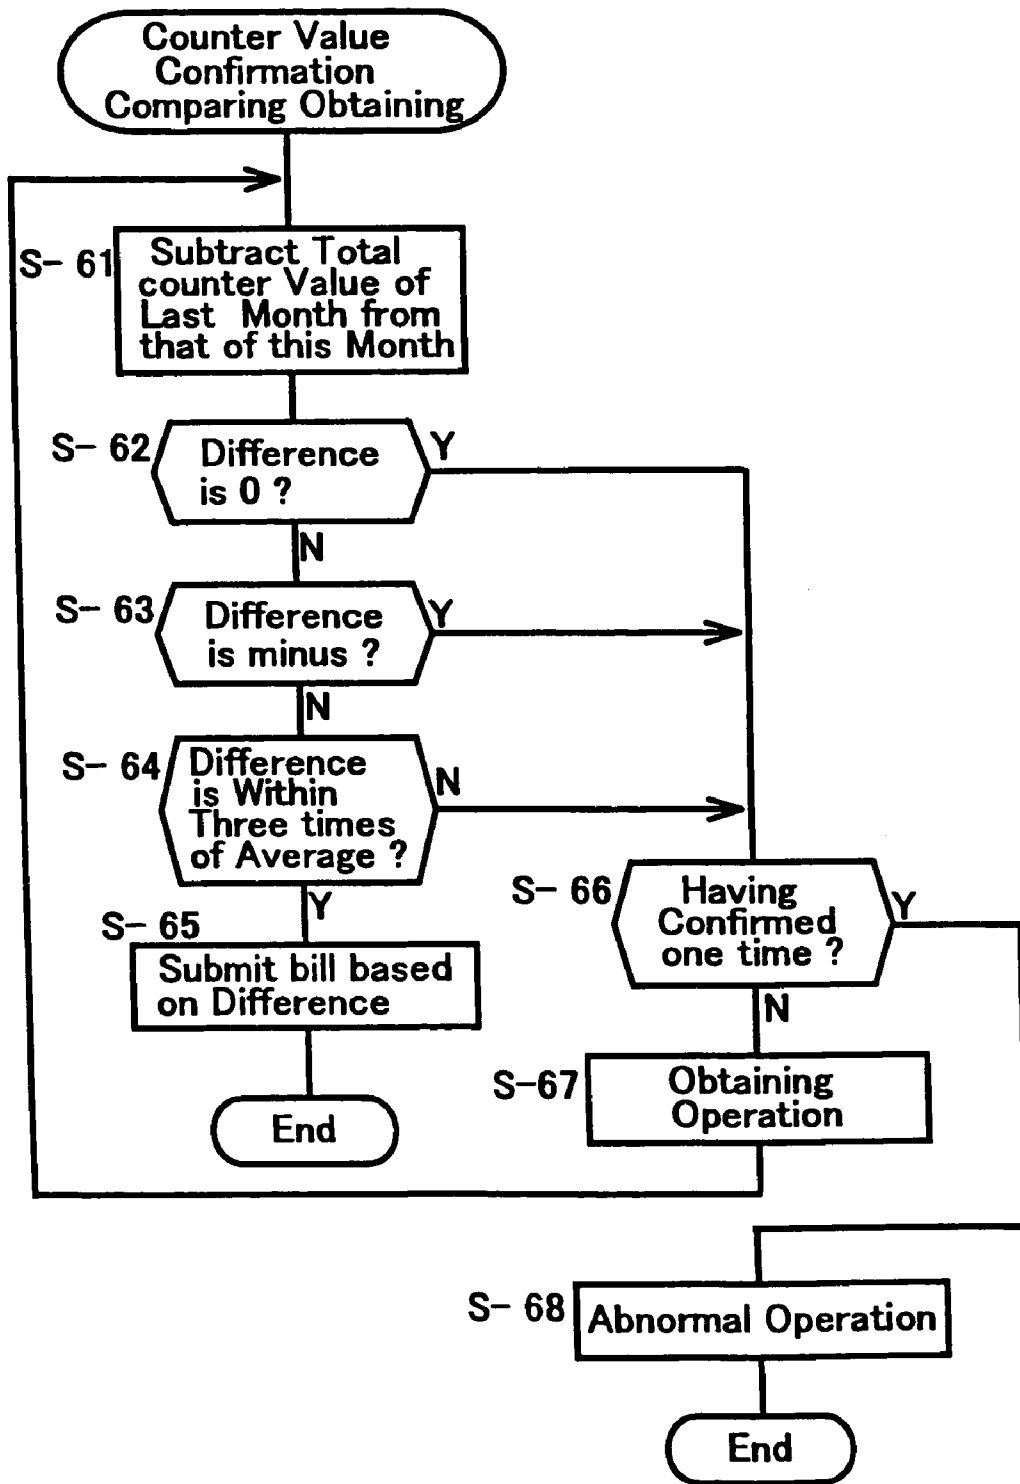 Counter Value
Confirmation
Comparing Obtaining
S- 61
Subtract Total
counter Value of
Last Month from
that of this Month
S- 62
Difference
is 0 ?
Y
N
S- 63
Difference
is minus ?
Y
N
S- 64
Difference
is Within
Three times
of Average ?
N
Y
S- 65
Submit bill based
on Difference
End
S- 66
Having
Confirmed
one time ?
Y
N
S-67
Obtaining
Operation
S- 68
Abnormal Operation
End